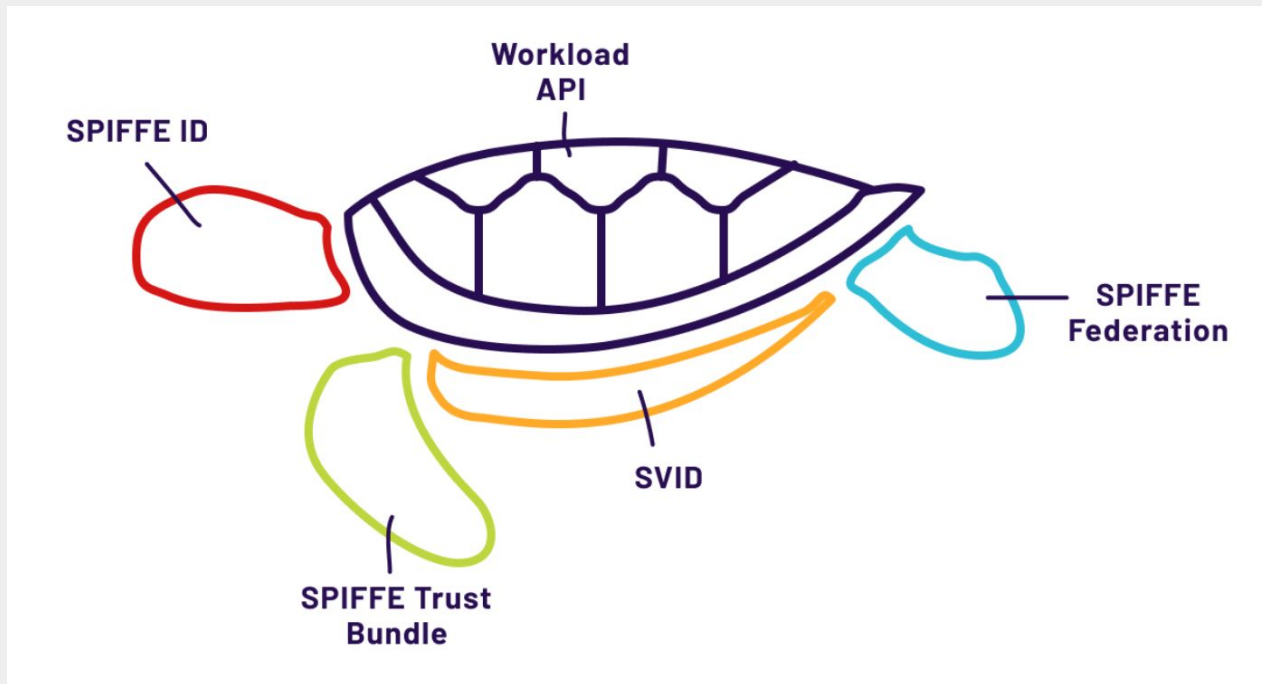 Workload
API
SPIFFE ID
SPIFFE
Federation
SVID
SPIFFE Trust
Bundle